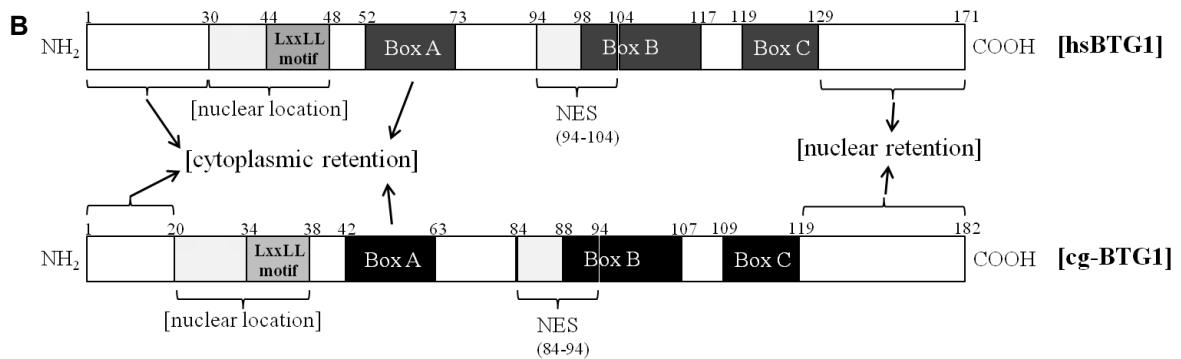 B
1 30 44 48 52 73 94 98 104 117 119 129 171
NH2 LxxLL motif Box A Box B Box C COOH [hsBTG1]
[nuclear location]
NES
(94-104)
[cytoplasmic retention]
[nuclear retention]
1 20 34 38 42 63 84 88 94 107 109 119 182
NH2 LxxLL motif Box A Box B Box C COOH [cg-BTG1]
[nuclear location]
NES
(84-94)